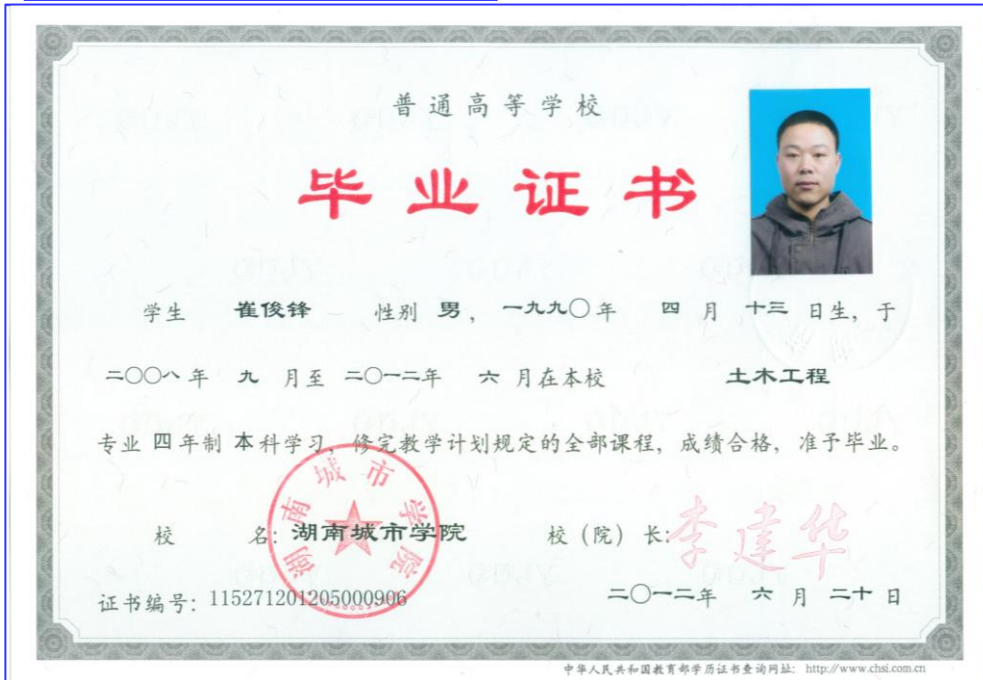 普通高等学校
毕业证书
学生 崔俊锋 性别 男，一九九〇年 四 月 十三 日生，于
二〇〇八年 九 月至 二〇一二年 六 月在本校 土木工程
专业 四年制 本科学习，修完教学计划规定的全部课程，成绩合格，准予毕业。
湖南城市学院
校 名：湖南城市学院 校（院）长：李建华
证书编号：115271201205000906 二〇一二年 六 月 二十 日
中华人民共和国教育部学历证书查询网址：http://www.chsi.com.cn